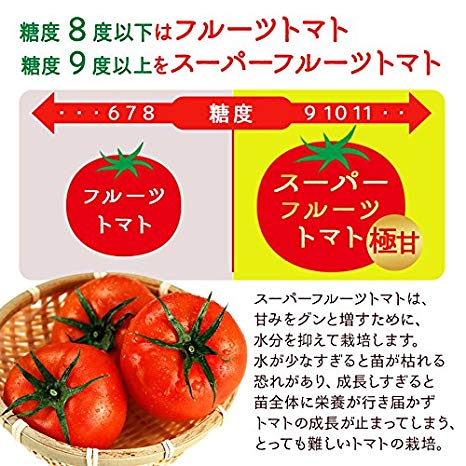 糖度8度以下はフルーツトマト
糖度9度以上をスーパーフルーツトマト
・・・678 糖度 91011・・
フルーツ
トマト
スーパー
フルーツ
トマト
極甘
スーパーフルーツトマトは、
甘みをグンと増すために、
水分を抑えて栽培します。
水が少なすぎると苗が枯れる
恐れがあり、成長しすぎると
苗全体に栄養が行き届かず
トマトの成長が止まってしまう、
とっても難しいトマトの栽培。